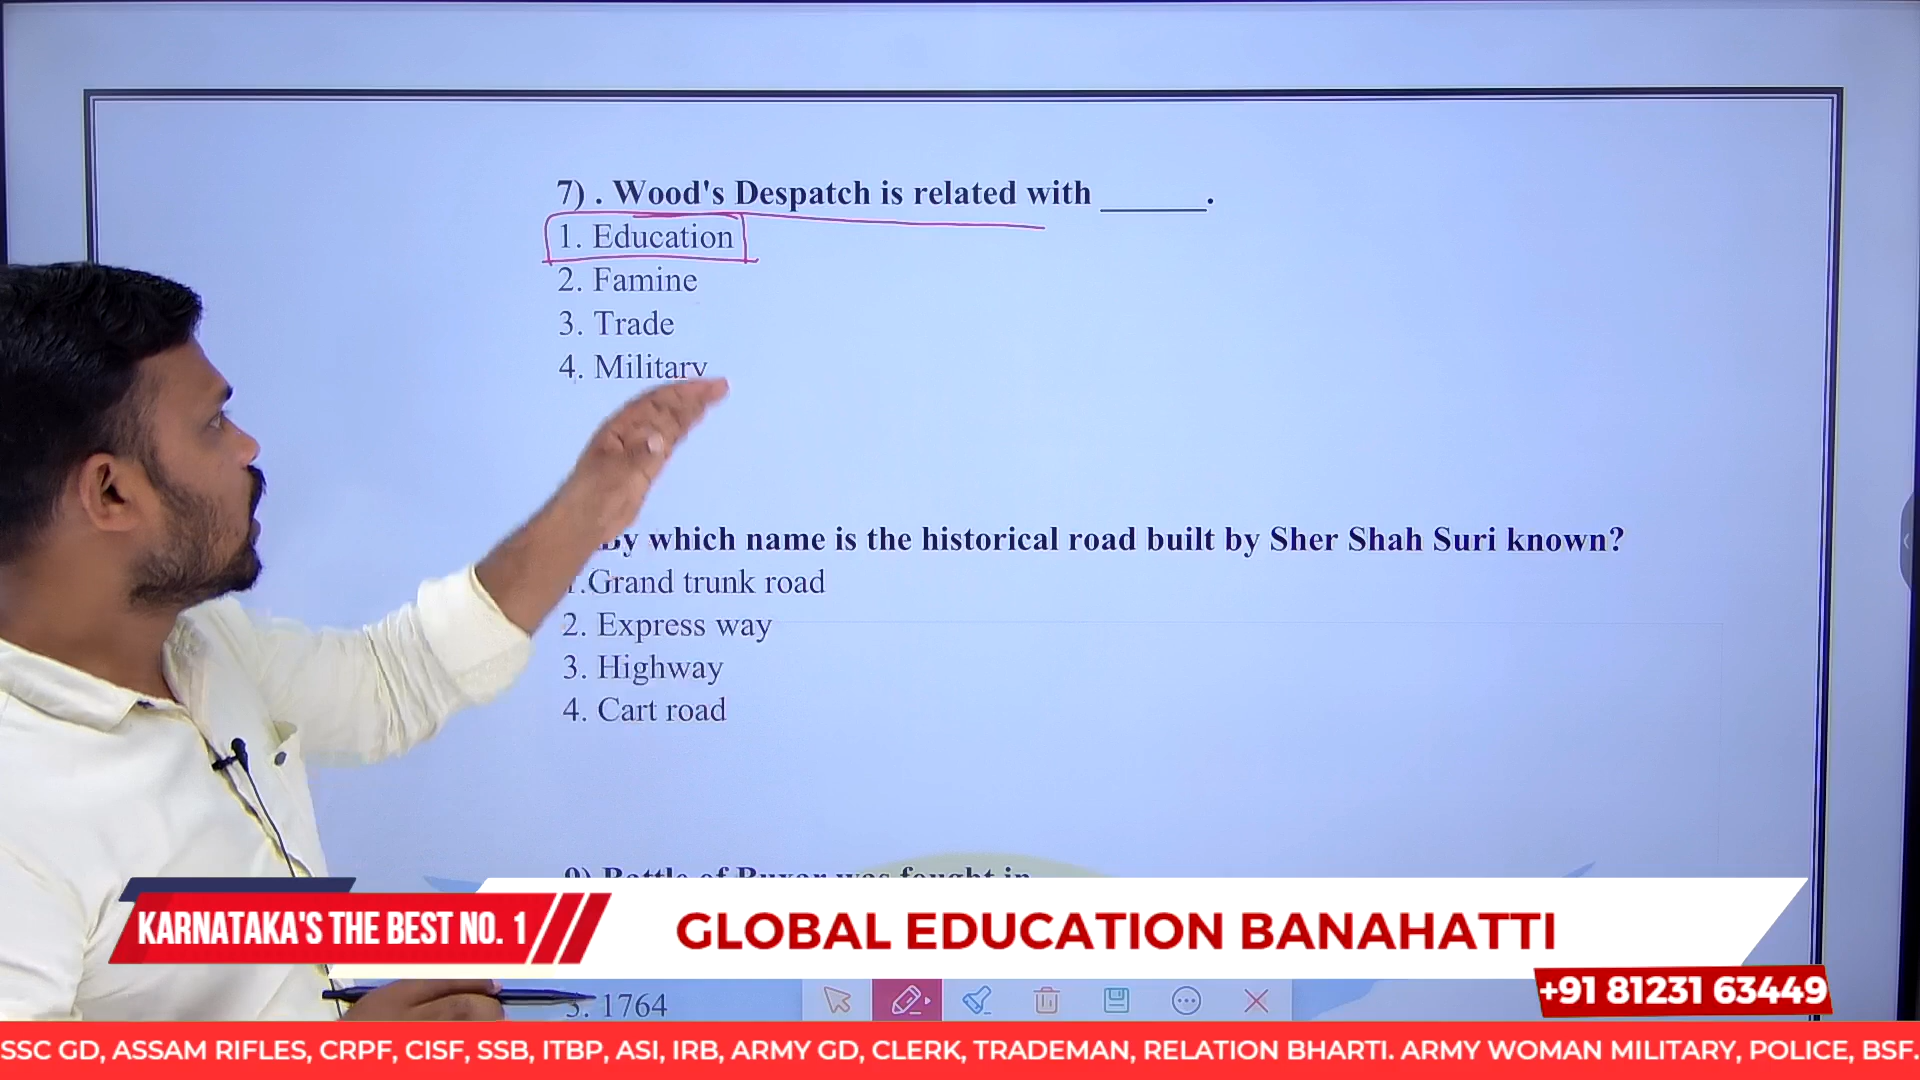 7) . Wood's Despatch is related with ______.
1. Education
2. Famine
3. Trade
4. Military
By which name is the historical road built by Sher Shah Suri known?
1.Grand trunk road
2. Express way
3. Highway
4. Cart road
9) Battle of Buxar was fought in
3. 1764
KARNATAKA'S THE BEST NO. 1
GLOBAL EDUCATION BANAHATTI
+91 81231 63449
SSC GD, ASSAM RIFLES, CRPF, CISF, SSB, ITBP, ASI, IRB, ARMY GD, CLERK, TRADEMAN, RELATION BHARTI. ARMY WOMAN MILITARY, POLICE, BSF.